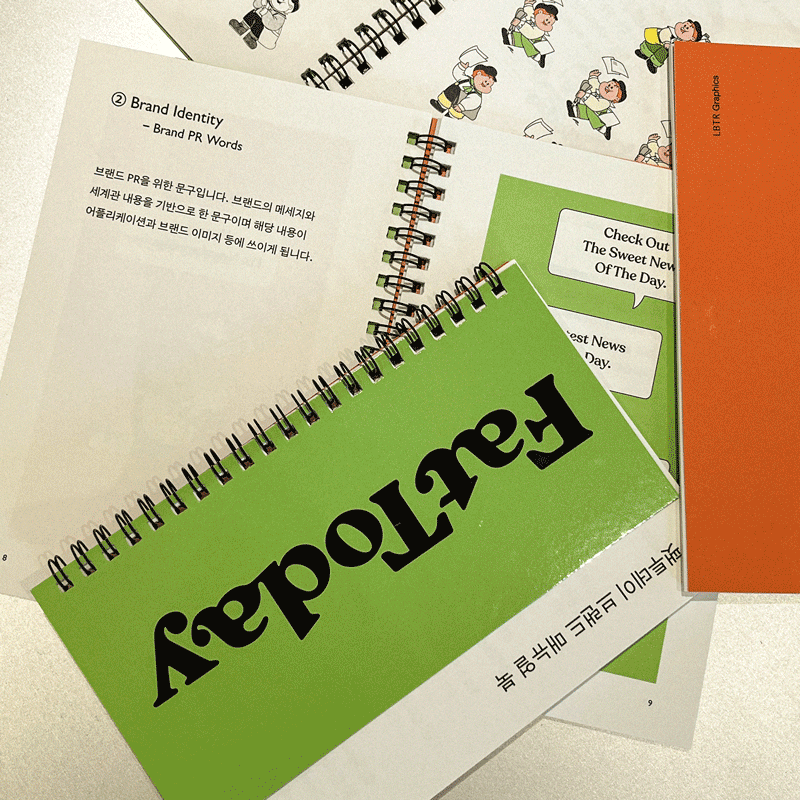 ② Brand Identity
– Brand PR Words
브랜드 PR을 위한 문구입니다. 브랜드의 메세지와
세계관 내용을 기반으로 한 문구이며 해당 내용이
어플리케이션과 브랜드 이미지 등에 쓰이게 됩니다.
8
Check Out
The Sweet New
Of The Day.
est News
Day.
9
LBTR Graphics
FatToday
팻투데이 브랜드 매뉴얼 북